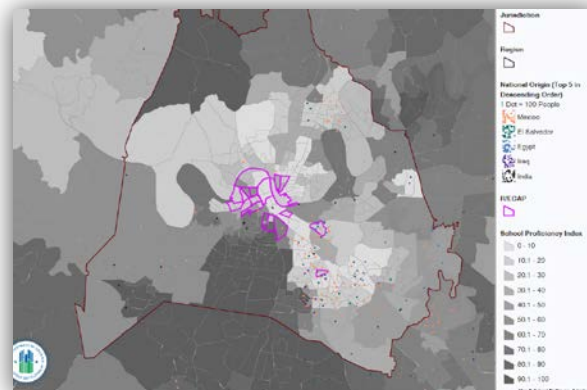 Jurisdiction
Region
National Origin (Top 5 in
Descending Order)
1 Dot = 120 People
Mexico
El Salvador
Egypt
Iraq
India
R/ECAP
School Proficiency Index
0 - 10
10.1 - 20
20.1 - 30
30.1 - 40
40.1 - 50
50.1 - 60
60.1 - 70
70.1 - 80
80.1 - 90
90.1 - 100